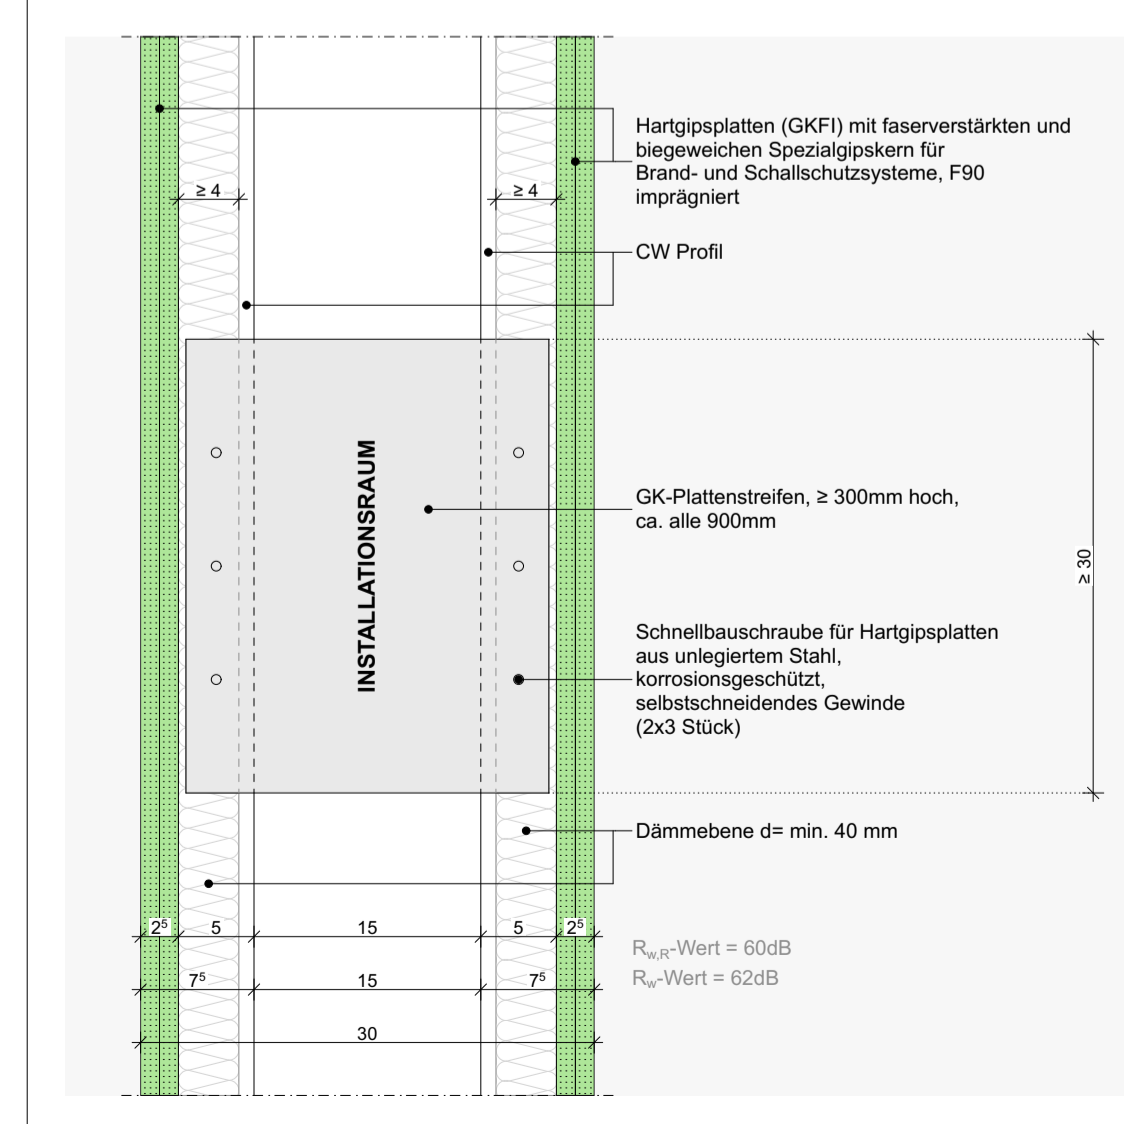 Hartgipsplatten (GKFI) mit faserverstärkten und
biegeweichen Spezialgipskern für
Brand- und Schallschutzsysteme, F90
imprägniert
≥ 4
≥ 4
CW Profil
INSTALLATIONSRAUM
GK-Plattenstreifen, ≥ 300mm hoch,
ca. alle 900mm
≥ 30
Schnellbauschraube für Hartgipsplatten
aus unlegiertem Stahl,
korrosionsgeschützt,
selbstschneidendes Gewinde
(2x3 Stück)
Dämmebene d= min. 40 mm
2⁵ 5 15 5 2⁵
R_w,R-Wert = 60dB
7⁵ 15 7⁵
R_w-Wert = 62dB
30